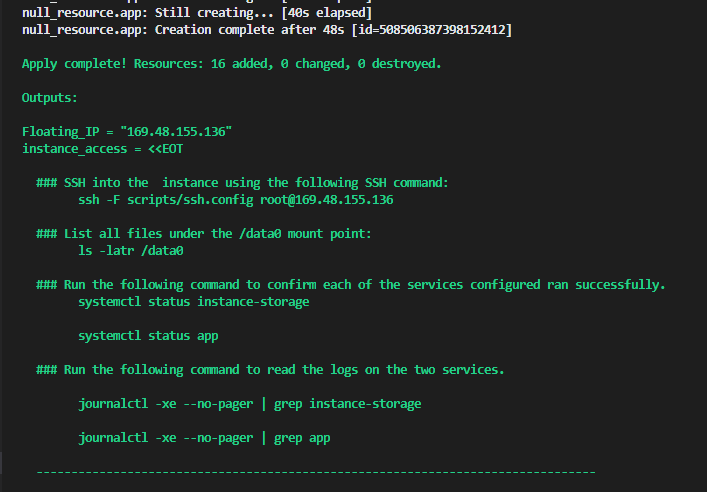 null_resource.app: Still creating... [40s elapsed]
null_resource.app: Creation complete after 48s [id=508506387398152412]
Apply complete! Resources: 16 added, 0 changed, 0 destroyed.
Outputs:
Floating_IP = "169.48.155.136"
instance_access = <<EOT
### SSH into the  instance using the following SSH command:
ssh -F scripts/ssh.config root@169.48.155.136
### List all files under the /data0 mount point:
ls -latr /data0
### Run the following command to confirm each of the services configured ran successfully.
systemctl status instance-storage
systemctl status app
### Run the following command to read the logs on the two services.
journalctl -xe --no-pager | grep instance-storage
journalctl -xe --no-pager | grep app
--------------------------------------------------------------------------------